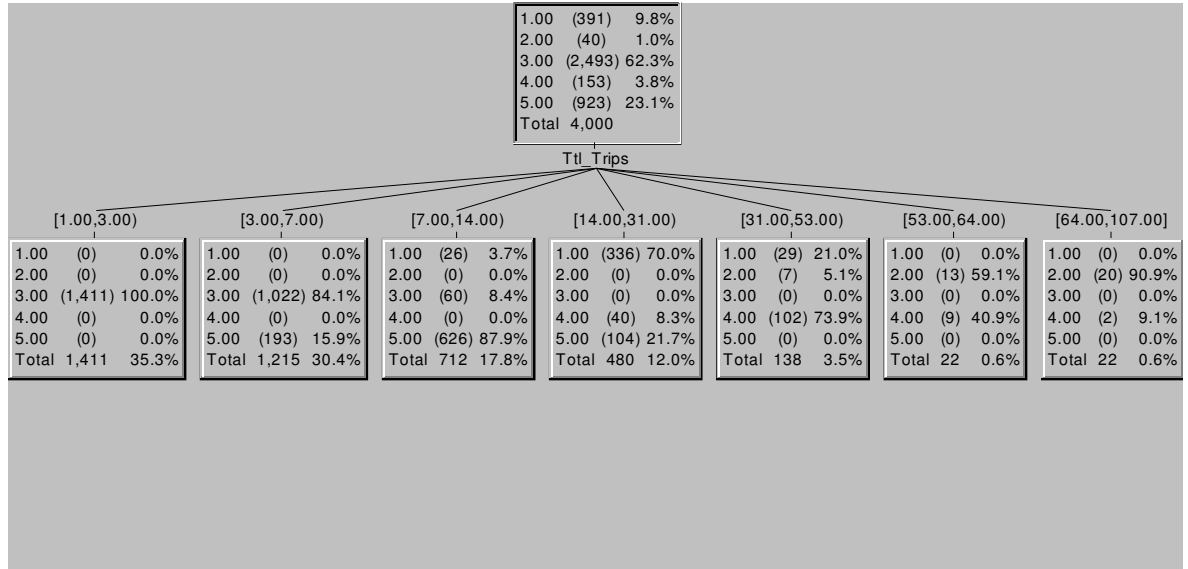 1.00 (391) 9.8%
2.00 (40) 1.0%
3.00 (2,493) 62.3%
4.00 (153) 3.8%
5.00 (923) 23.1%
Total 4,000
Ttl_Trips
[1.00,3.00)
1.00 (0) 0.0%
2.00 (0) 0.0%
3.00 (1,411) 100.0%
4.00 (0) 0.0%
5.00 (0) 0.0%
Total 1,411 35.3%
[3.00,7.00)
1.00 (0) 0.0%
2.00 (0) 0.0%
3.00 (1,022) 84.1%
4.00 (0) 0.0%
5.00 (193) 15.9%
Total 1,215 30.4%
[7.00,14.00)
1.00 (26) 3.7%
2.00 (0) 0.0%
3.00 (60) 8.4%
4.00 (0) 0.0%
5.00 (626) 87.9%
Total 712 17.8%
[14.00,31.00)
1.00 (336) 70.0%
2.00 (0) 0.0%
3.00 (0) 0.0%
4.00 (40) 8.3%
5.00 (104) 21.7%
Total 480 12.0%
[31.00,53.00)
1.00 (29) 21.0%
2.00 (7) 5.1%
3.00 (0) 0.0%
4.00 (102) 73.9%
5.00 (0) 0.0%
Total 138 3.5%
[53.00,64.00)
1.00 (0) 0.0%
2.00 (13) 59.1%
3.00 (0) 0.0%
4.00 (9) 40.9%
5.00 (0) 0.0%
Total 22 0.6%
[64.00,107.00]
1.00 (0) 0.0%
2.00 (20) 90.9%
3.00 (0) 0.0%
4.00 (2) 9.1%
5.00 (0) 0.0%
Total 22 0.6%